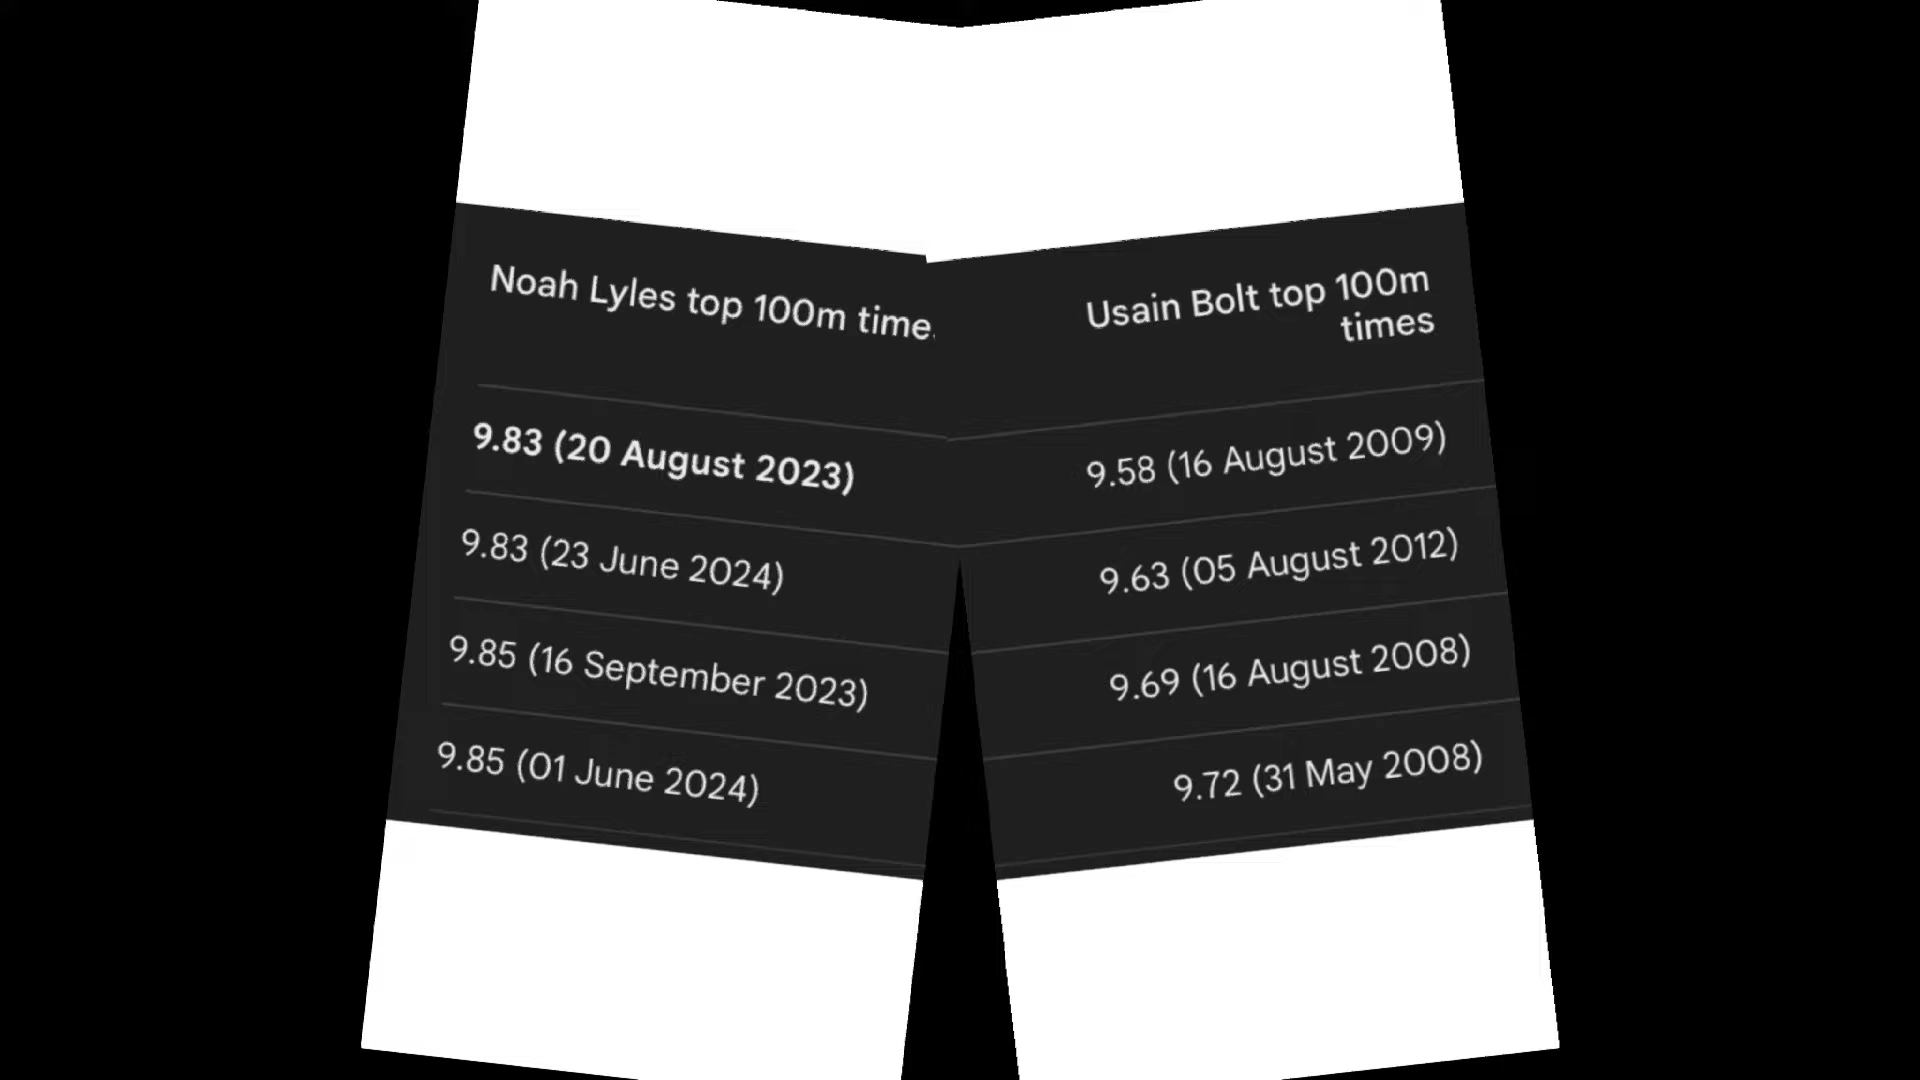 Noah Lyles top 100m time
9.83 (20 August 2023)
9.83 (23 June 2024)
9.85 (16 September 2023)
9.85 (01 June 2024)
Usain Bolt top 100m
times
9.58 (16 August 2009)
9.63 (05 August 2012)
9.69 (16 August 2008)
9.72 (31 May 2008)